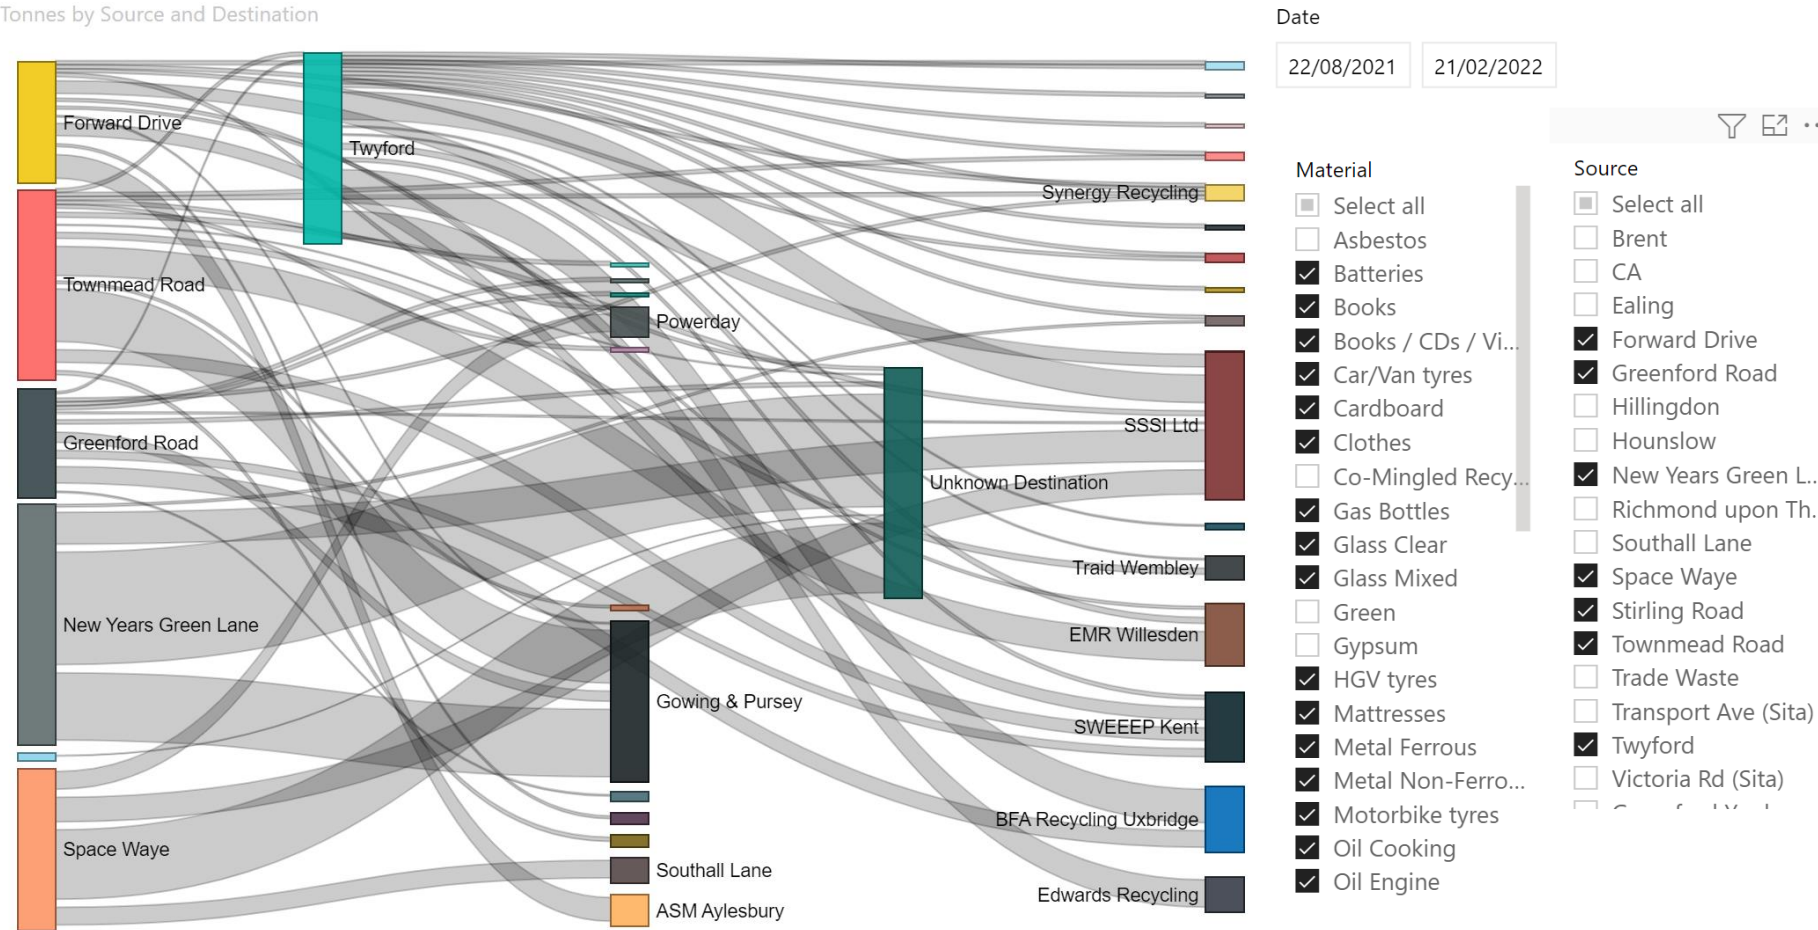 Tonnes by Source and Destination
Forward Drive
Townmead Road
Greenford Road
New Years Green Lane
Space Waye
Twyford
Powerday
Gowing & Pursey
Southall Lane
ASM Aylesbury
Unknown Destination
Synergy Recycling
SSSI Ltd
Traid Wembley
EMR Willesden
SWEEEP Kent
BFA Recycling Uxbridge
Edwards Recycling
Date
22/08/2021
21/02/2022
Material
Select all
Asbestos
Batteries
Books
Books / CDs / Vi...
Car/Van tyres
Cardboard
Clothes
Co-Mingled Recy...
Gas Bottles
Glass Clear
Glass Mixed
Green
Gypsum
HGV tyres
Mattresses
Metal Ferrous
Metal Non-Ferro...
Motorbike tyres
Oil Cooking
Oil Engine
Source
Select all
Brent
CA
Ealing
Forward Drive
Greenford Road
Hillingdon
Hounslow
New Years Green L...
Richmond upon Th.
Southall Lane
Space Waye
Stirling Road
Townmead Road
Trade Waste
Transport Ave (Sita)
Twyford
Victoria Rd (Sita)